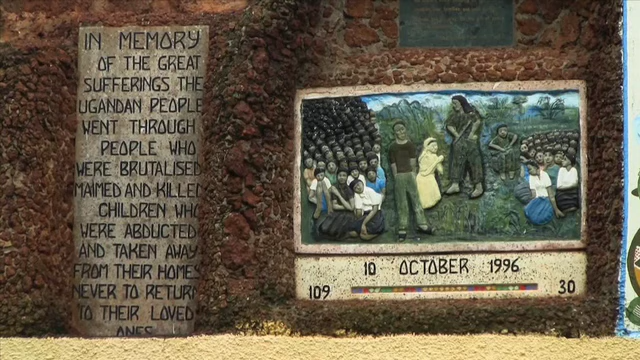 IN MEMORY
OF THE GREAT
SUFFERINGS THE
UGANDAN PEOPLE
WENT THROUGH
PEOPLE WHO
WERE BRUTALISED
MAIMED AND KILLED
CHILDREN WHO
WERE ABDUCTED
AND TAKEN AWAY
FROM THEIR HOMES
NEVER TO RETURN
TO THEIR LOVED
ONES
10 OCTOBER 1996
109 30